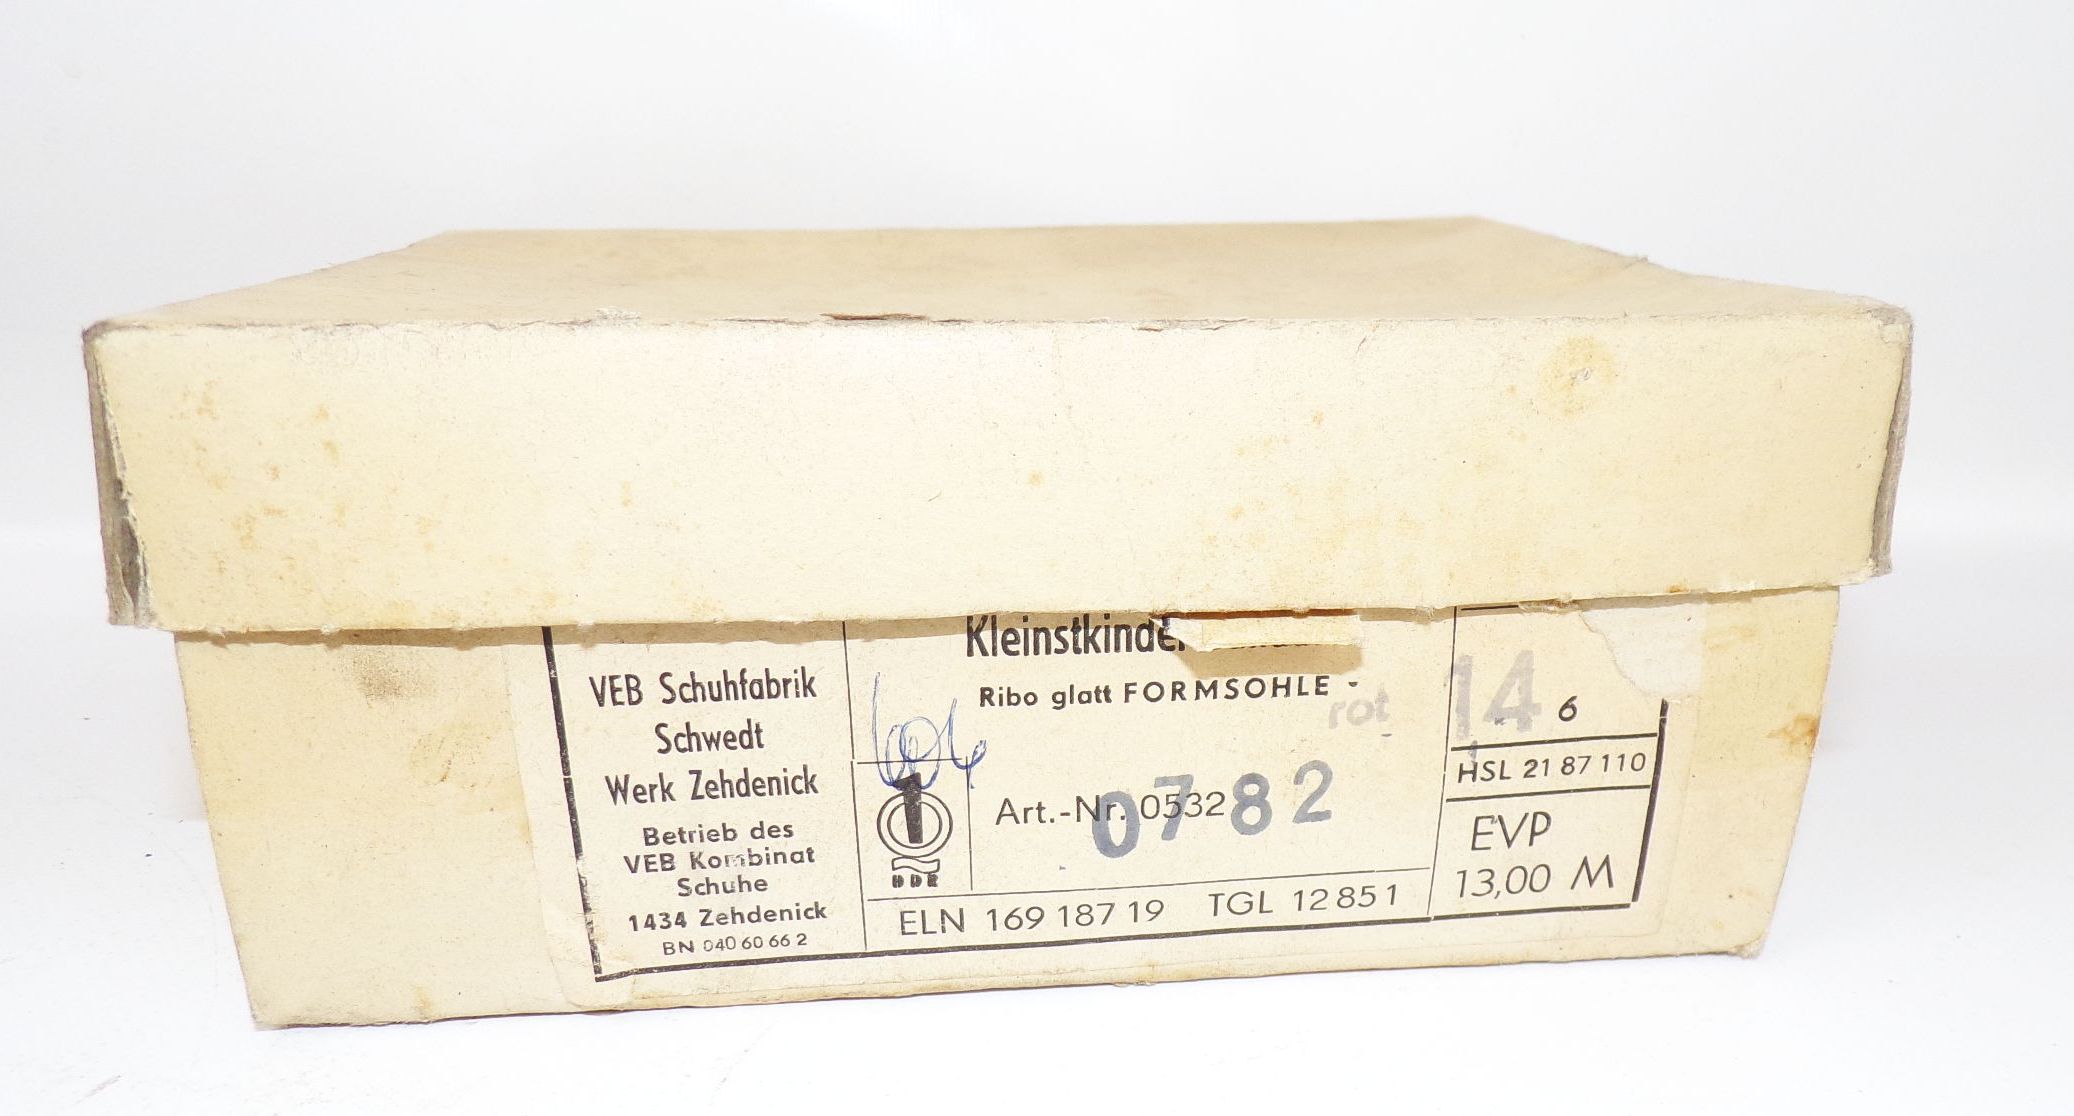 VEB Schuhfabrik
Schwedt
Werk Zehdenick
Betrieb des
VEB Kombinat
Schuhe
1434 Zehdenick
BN 040 60 66 2
Ribo glatt FORMSOHLE -
rot
1
DDR
Art.-Nr. 0532
0782
ELN 169 187 19 TGL 12 851
14 6
HSL 21 87 110
EVP
13,00 M